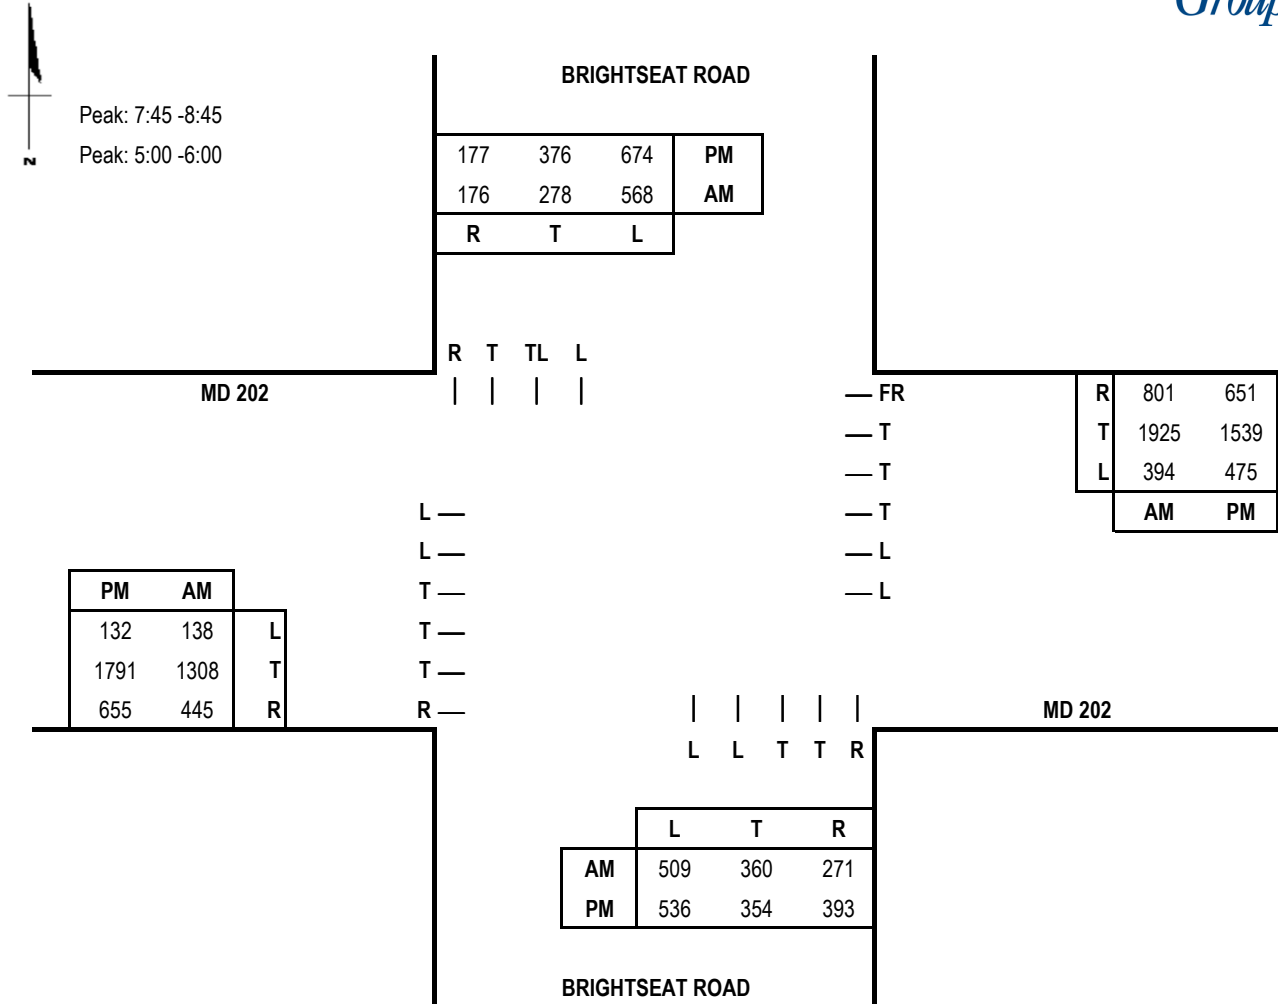 Group
BRIGHTSEAT ROAD
Peak: 7:45 -8:45
Peak: 5:00 -6:00
N
177 376 674 PM
176 278 568 AM
R T L
R T TL L
MD 202
FR R 801 651
T T 1925 1539
T L 394 475
L T AM PM
L L
PM AM T L
132 138 L T
1791 1308 T T
655 445 R R
MD 202
L L T T R
L T R
AM 509 360 271
PM 536 354 393
BRIGHTSEAT ROAD